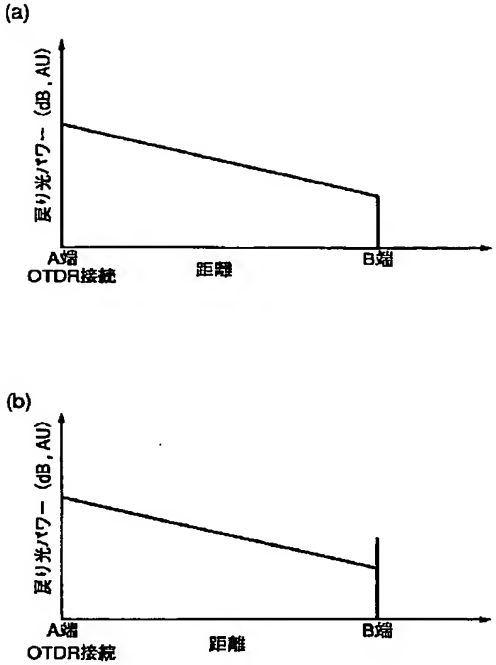 (a)
戻り光パワー (dB, AU)
A端
OTDR接続
距離
B端
(b)
戻り光パワー (dB, AU)
A端
OTDR接続
距離
B端